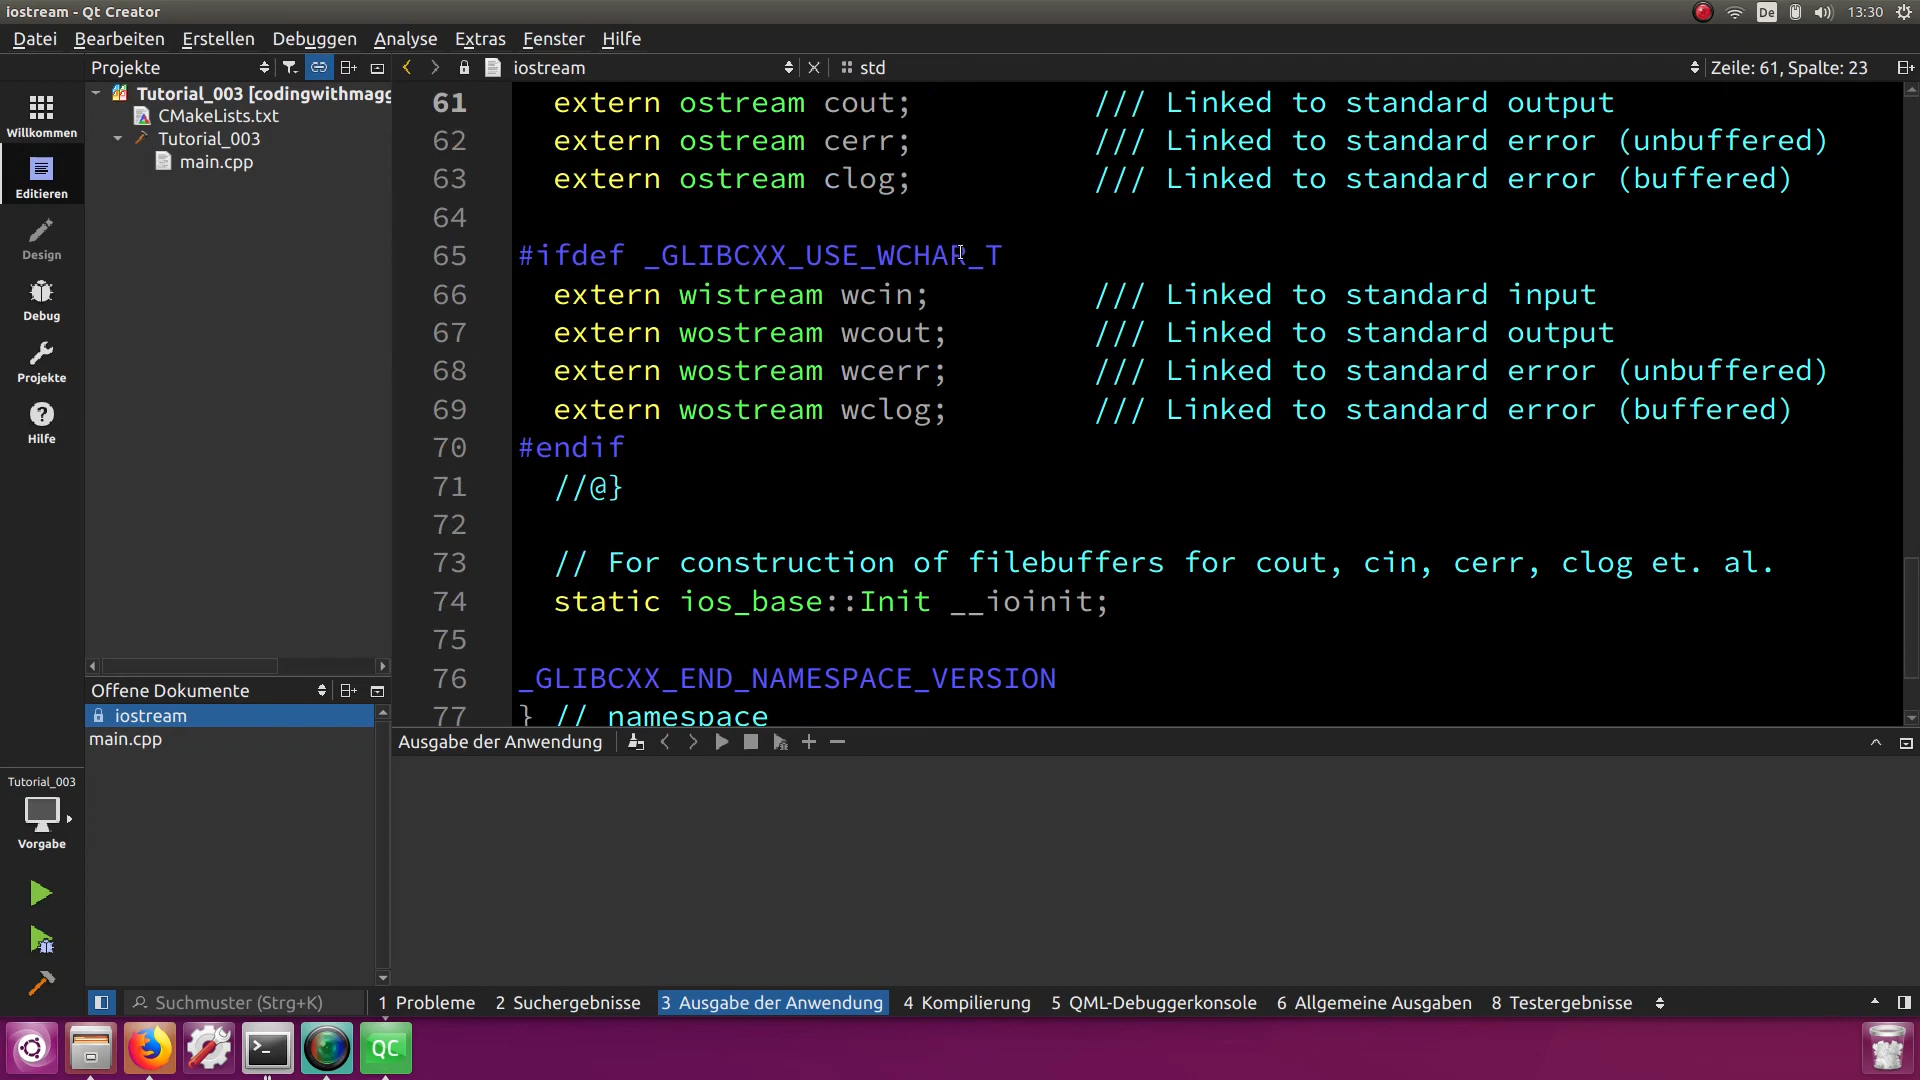 iostream - Qt Creator
De
13:30
Datei Bearbeiten Erstellen Debuggen Analyse Extras Fenster Hilfe
Projekte
iostream
std
Zeile: 61, Spalte: 23
Tutorial_003 [codingwithmagg
CMakeLists.txt
Tutorial_003
main.cpp
Willkommen
Editieren
Design
Debug
Projekte
Hilfe
61 extern ostream cout; /// Linked to standard output
62 extern ostream cerr; /// Linked to standard error (unbuffered)
63 extern ostream clog; /// Linked to standard error (buffered)
64
65 #ifdef _GLIBCXX_USE_WCHAR_T
66 extern wistream wcin; /// Linked to standard input
67 extern wostream wcout; /// Linked to standard output
68 extern wostream wcerr; /// Linked to standard error (unbuffered)
69 extern wostream wclog; /// Linked to standard error (buffered)
70 #endif
71 //@}
72
73 // For construction of filebuffers for cout, cin, cerr, clog et. al.
74 static ios_base::Init __ioinit;
75
76 _GLIBCXX_END_NAMESPACE_VERSION
77 } // namespace
Offene Dokumente
iostream
main.cpp
Ausgabe der Anwendung
Tutorial_003
Vorgabe
Suchmuster (Strg+K)
1 Probleme 2 Suchergebnisse 3 Ausgabe der Anwendung 4 Kompilierung 5 QML-Debuggerkonsole 6 Allgemeine Ausgaben 8 Testergebnisse
QC